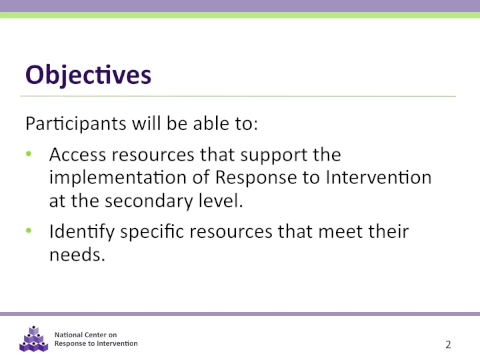 Objectives
Participants will be able to:
• Access resources that support the
implementation of Response to Intervention
at the secondary level.
• Identify specific resources that meet their
needs.
National Center on
Response to Intervention
2